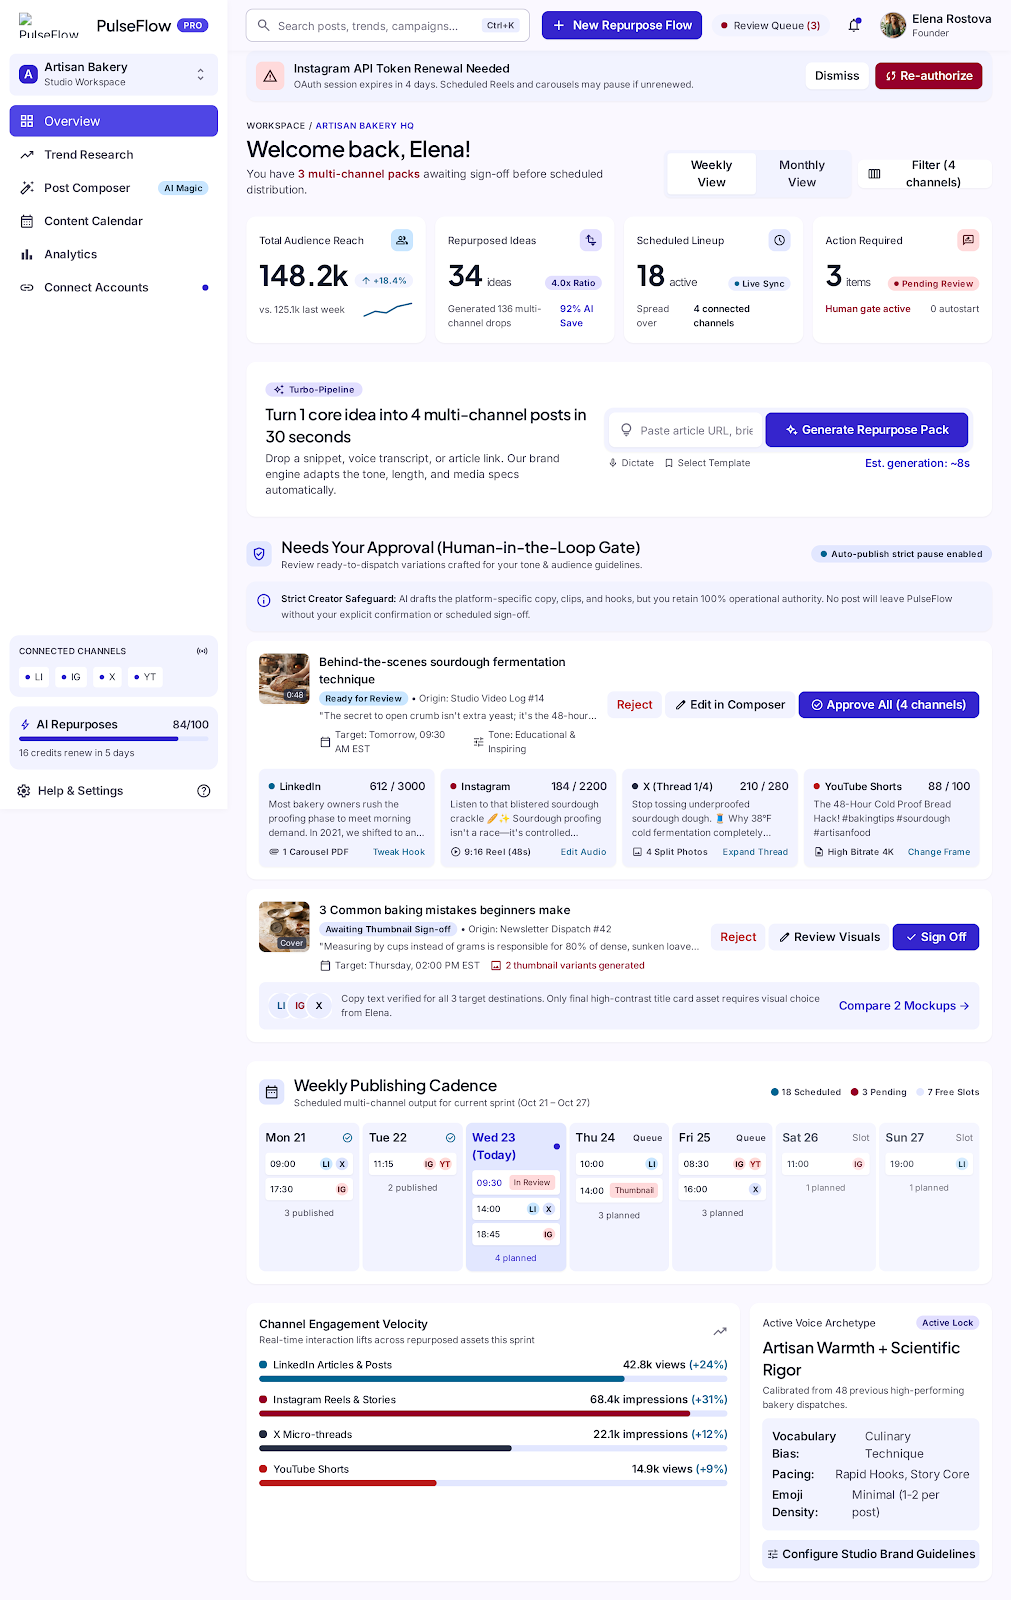 PulseFlow
PulseFlow PRO
A Artisan Bakery
Studio Workspace
Overview
Trend Research
Post Composer AI Magic
Content Calendar
Analytics
Connect Accounts
CONNECTED CHANNELS
LI IG X YT
AI Repurposes 84/100
16 credits renew in 5 days
Help & Settings
Search posts, trends, campaigns... Ctrl+K
New Repurpose Flow
Review Queue (3)
Elena Rostova
Founder
Instagram API Token Renewal Needed
OAuth session expires in 4 days. Scheduled Reels and carousels may pause if unrenewed.
Dismiss
Re-authorize
WORKSPACE / ARTISAN BAKERY HQ
Welcome back, Elena!
You have 3 multi-channel packs awaiting sign-off before scheduled
distribution.
Weekly
View
Monthly
View
Filter (4
channels)
Total Audience Reach
148.2k +18.4%
vs. 125.1k last week
Repurposed Ideas
34 ideas 4.0x Ratio
Generated 136 multi-
channel drops
92% AI
Save
Scheduled Lineup
18 active Live Sync
Spread
over
4 connected
channels
Action Required
3 items Pending Review
Human gate active 0 autostart
Turbo-Pipeline
Turn 1 core idea into 4 multi-channel posts in
30 seconds
Drop a snippet, voice transcript, or article link. Our brand
engine adapts the tone, length, and media specs
automatically.
Paste article URL, brie
Generate Repurpose Pack
Dictate Select Template
Est. generation: ~8s
Needs Your Approval (Human-in-the-Loop Gate)
Review ready-to-dispatch variations crafted for your tone & audience guidelines.
Auto-publish strict pause enabled
Strict Creator Safeguard: AI drafts the platform-specific copy, clips, and hooks, but you retain 100% operational authority. No post will leave PulseFlow
without your explicit confirmation or scheduled sign-off.
0:48
Behind-the-scenes sourdough fermentation
technique
Ready for Review • Origin: Studio Video Log #14
"The secret to open crumb isn't extra yeast; it's the 48-hour...
Target: Tomorrow, 09:30
AM EST
Tone: Educational &
Inspiring
Reject
Edit in Composer
Approve All (4 channels)
LinkedIn 612 / 3000
Most bakery owners rush the
proofing phase to meet morning
demand. In 2021, we shifted to an...
1 Carousel PDF Tweak Hook
Instagram 184 / 2200
Listen to that blistered sourdough
crackle 🥖✨ Sourdough proofing
isn't a race—it's controlled...
9:16 Reel (48s) Edit Audio
X (Thread 1/4) 210 / 280
Stop tossing underproofed
sourdough dough. 🧵 Why 38°F
cold fermentation completely...
4 Split Photos Expand Thread
YouTube Shorts 88 / 100
The 48-Hour Cold Proof Bread
Hack! #bakingtips #sourdough
#artisanfood
High Bitrate 4K Change Frame
Cover
3 Common baking mistakes beginners make
Awaiting Thumbnail Sign-off • Origin: Newsletter Dispatch #42
"Measuring by cups instead of grams is responsible for 80% of dense, sunken loave...
Target: Thursday, 02:00 PM EST 2 thumbnail variants generated
Reject
Review Visuals
Sign Off
LI IG X
Copy text verified for all 3 target destinations. Only final high-contrast title card asset requires visual choice
from Elena.
Compare 2 Mockups →
Weekly Publishing Cadence
Scheduled multi-channel output for current sprint (Oct 21 – Oct 27)
18 Scheduled 3 Pending 7 Free Slots
Mon 21
09:00 LI X
17:30 IG
3 published
Tue 22
11:15 IG YT
2 published
Wed 23
(Today)
09:30 In Review
14:00 LI X
18:45 IG
4 planned
Thu 24 Queue
10:00 LI
14:00 Thumbnail
3 planned
Fri 25 Queue
08:30 IG YT
16:00 X
3 planned
Sat 26 Slot
11:00 IG
1 planned
Sun 27 Slot
19:00 LI
1 planned
Channel Engagement Velocity
Real-time interaction lifts across repurposed assets this sprint
LinkedIn Articles & Posts 42.8k views (+24%)
Instagram Reels & Stories 68.4k impressions (+31%)
X Micro-threads 22.1k impressions (+12%)
YouTube Shorts 14.9k views (+9%)
Active Voice Archetype Active Lock
Artisan Warmth + Scientific
Rigor
Calibrated from 48 previous high-performing
bakery dispatches.
Vocabulary
Bias:
Culinary
Technique
Pacing: Rapid Hooks, Story Core
Emoji
Density:
Minimal (1-2 per
post)
Configure Studio Brand Guidelines